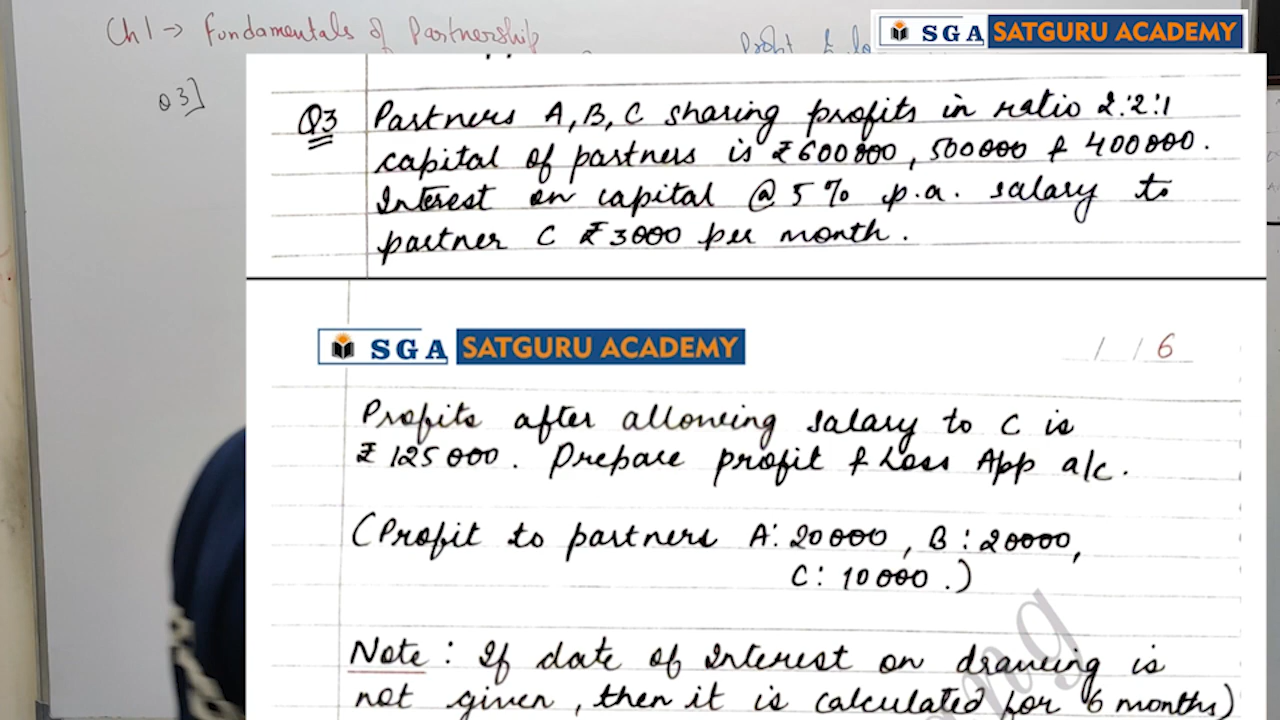 Ch 1 → Fundamentals of Partnership
SGA SATGURU ACADEMY
Q3]
Q3 Partners A, B, C sharing profits in ratio 2:2:1
capital of partners is ₹600000, 500000 & 400000.
Interest on capital @ 5% p.a. salary to
partner C ₹3000 per month.
SGA SATGURU ACADEMY
/ / 6
Profits after allowing salary to C is
₹125000. Prepare profit & Loss App a/c.
(Profit to partners A: 20000, B: 20000,
C: 10000.)
Note: If date of Interest on drawing is
not given, then it is calculated for 6 months)